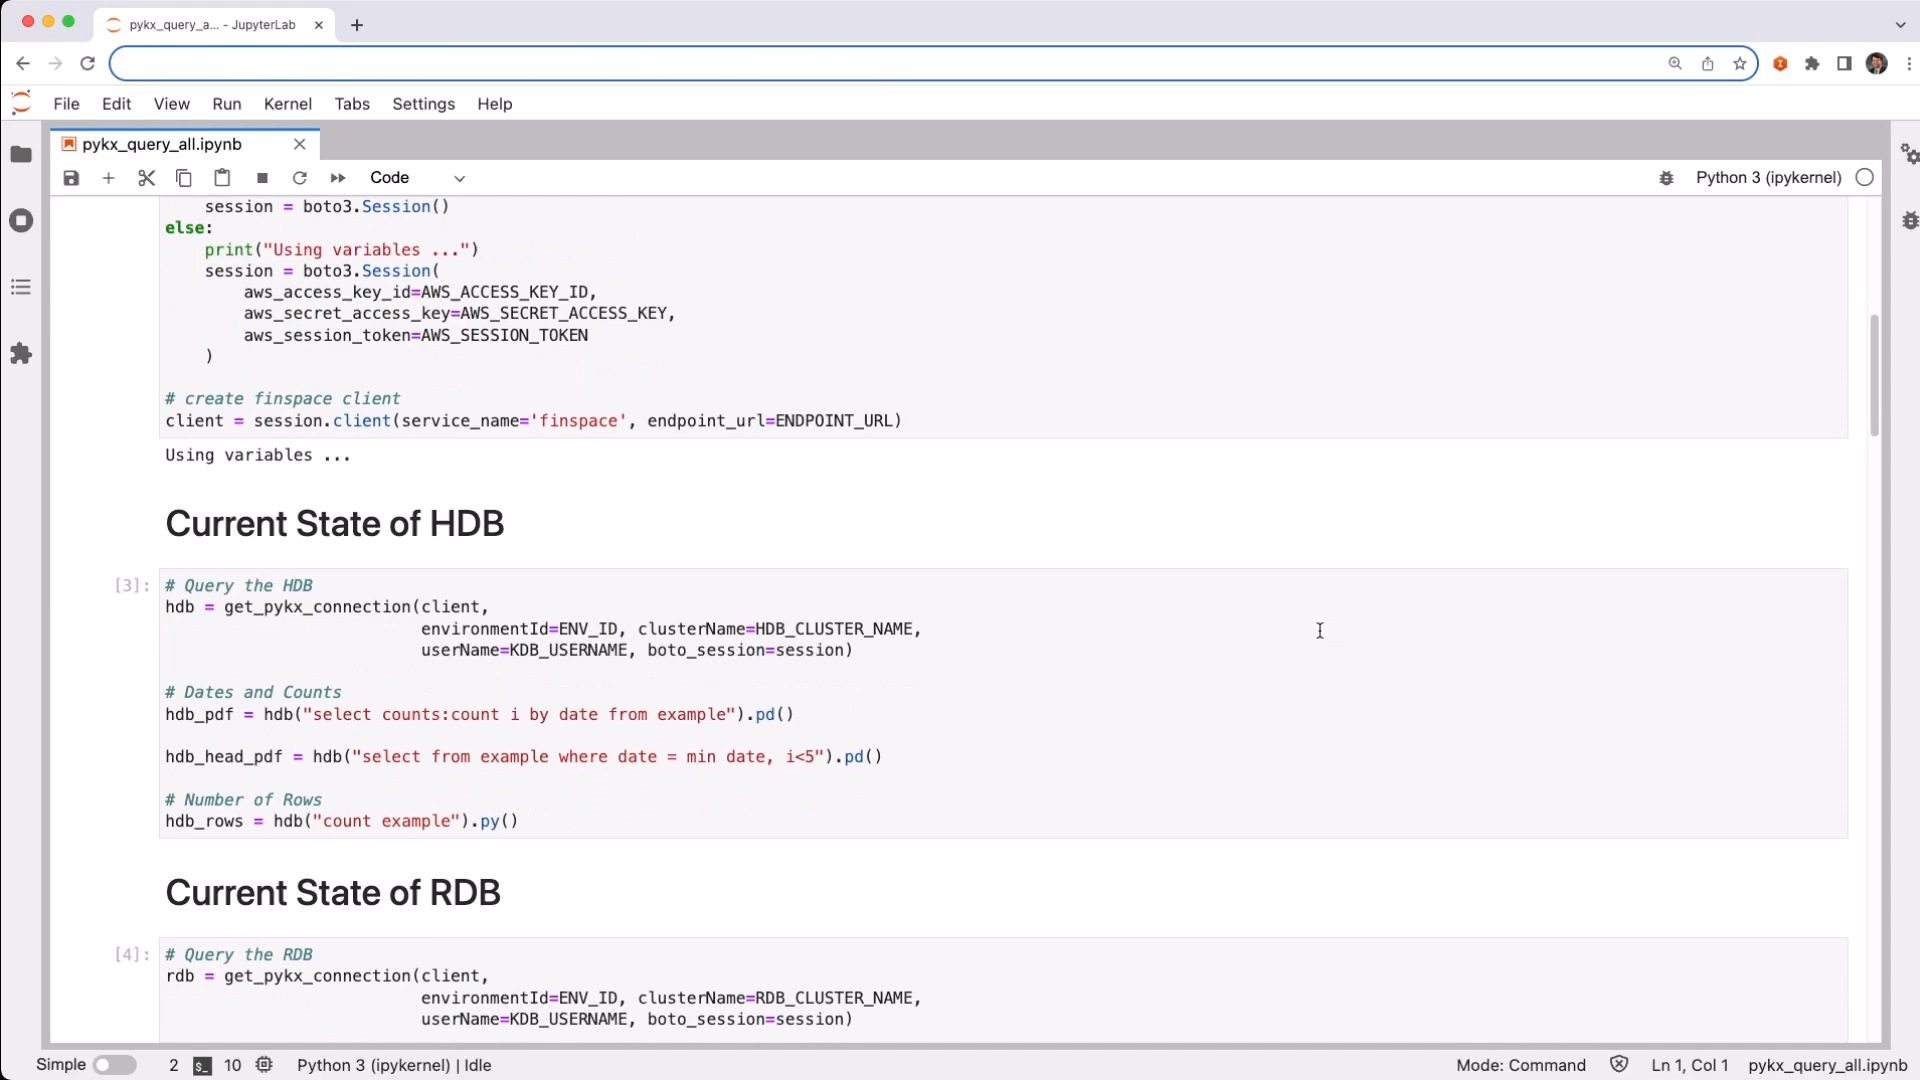 pykx_query_a... - JupyterLab
File Edit View Run Kernel Tabs Settings Help
pykx_query_all.ipynb
Code
Python 3 (ipykernel)
session = boto3.Session()
else:
print("Using variables ...")
session = boto3.Session(
aws_access_key_id=AWS_ACCESS_KEY_ID,
aws_secret_access_key=AWS_SECRET_ACCESS_KEY,
aws_session_token=AWS_SESSION_TOKEN
)
# create finspace client
client = session.client(service_name='finspace', endpoint_url=ENDPOINT_URL)
Using variables ...
Current State of HDB
[3]: # Query the HDB
hdb = get_pykx_connection(client,
environmentId=ENV_ID, clusterName=HDB_CLUSTER_NAME,
userName=KDB_USERNAME, boto_session=session)
# Dates and Counts
hdb_pdf = hdb("select counts:count i by date from example").pd()
hdb_head_pdf = hdb("select from example where date = min date, i<5").pd()
# Number of Rows
hdb_rows = hdb("count example").py()
Current State of RDB
[4]: # Query the RDB
rdb = get_pykx_connection(client,
environmentId=ENV_ID, clusterName=RDB_CLUSTER_NAME,
userName=KDB_USERNAME, boto_session=session)
Simple 2 10 Python 3 (ipykernel) | Idle Mode: Command Ln 1, Col 1 pykx_query_all.ipynb